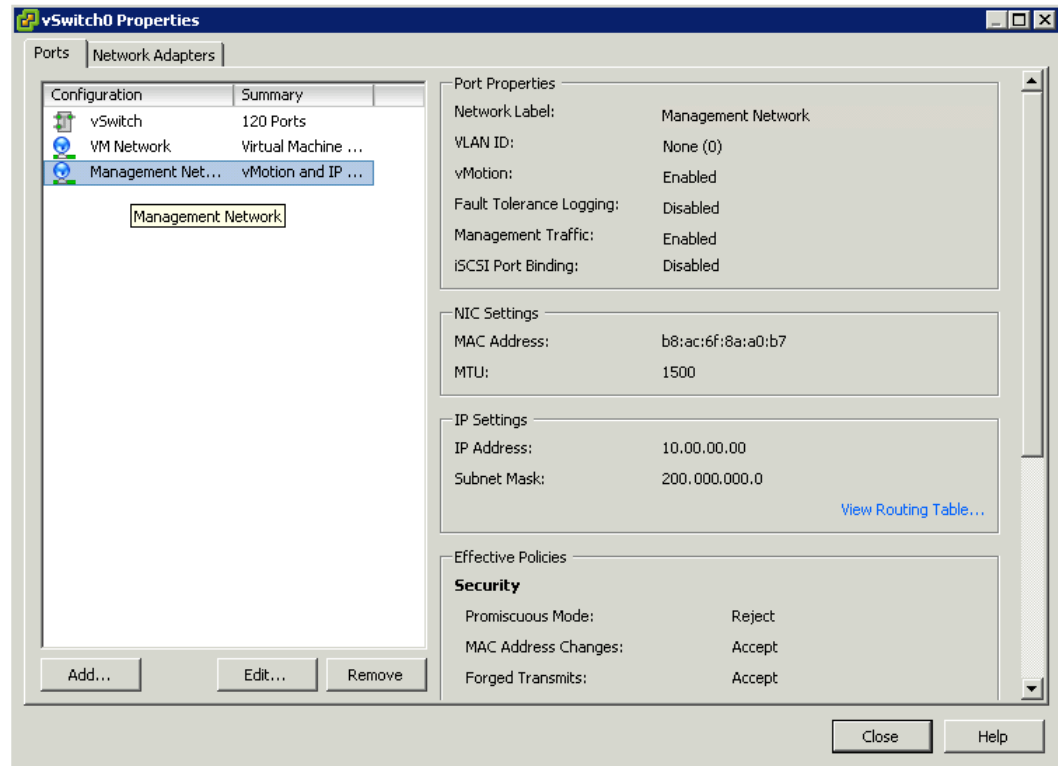 vSwitch0 Properties
Ports
Network Adapters
Configuration Summary
vSwitch 120 Ports
VM Network Virtual Machine ...
Management Net... vMotion and IP ...
Management Network
Add... Edit... Remove
Port Properties
Network Label: Management Network
VLAN ID: None (0)
vMotion: Enabled
Fault Tolerance Logging: Disabled
Management Traffic: Enabled
iSCSI Port Binding: Disabled
NIC Settings
MAC Address: b8:ac:6f:8a:a0:b7
MTU: 1500
IP Settings
IP Address: 10.00.00.00
Subnet Mask: 200.000.000.0
View Routing Table...
Effective Policies
Security
Promiscuous Mode: Reject
MAC Address Changes: Accept
Forged Transmits: Accept
Close Help